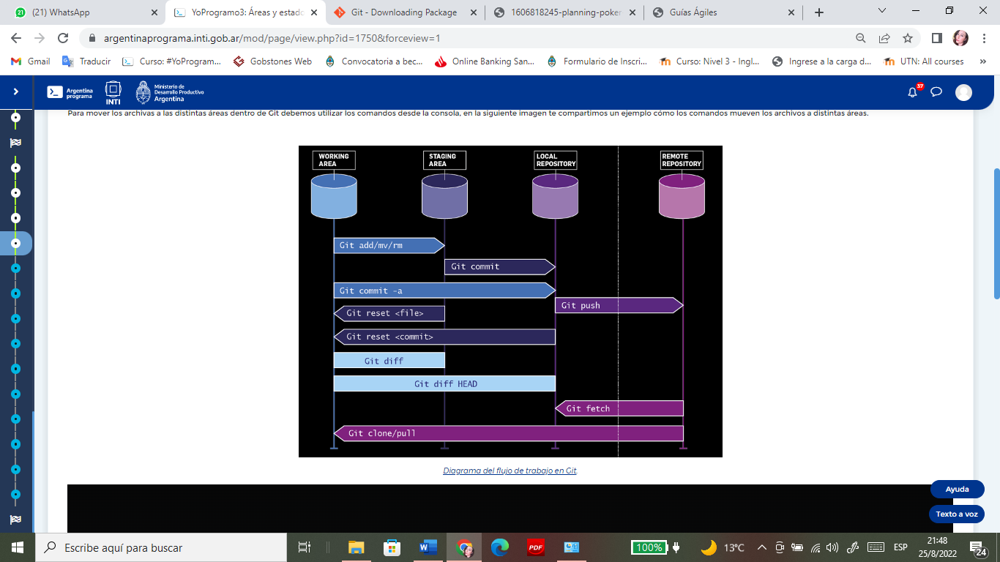 (21) WhatsApp
YoProgramo3: Áreas y estado
Git - Downloading Package
1606818245-planning-poker
Guías Ágiles
argentinaprograma.inti.gob.ar/mod/page/view.php?id=1750&forceview=1
Gmail
Traducir
Curso: #YoProgram...
Gobstones Web
Convocatoria a bec...
Online Banking San...
Formulario de Inscri...
Curso: Nivel 3 - Ingl...
Ingrese a la carga d...
UTN: All courses
»
Argentina
programa
INTI
Ministerio de
Desarrollo Productivo
Argentina
37
Para mover los archivas a las distintas áreas dentro de Git debemos utilizar los comandos desde la consola, en la siguiente imagen te compartimos un ejemplo cómo los comandos mueven los archivos a distintas áreas.
WORKING
AREA
STAGING
AREA
LOCAL
REPOSITORY
REMOTE
REPOSITORY
Git add/mv/rm
Git commit
Git commit -a
Git push
Git reset <file>
Git reset <commit>
Git diff
Git diff HEAD
Git fetch
Git clone/pull
Diagrama del flujo de trabajo en Git.
Ayuda
Texto a voz
Escribe aquí para buscar
PDF
100%
13°C
ESP
21:48
25/8/2022
24